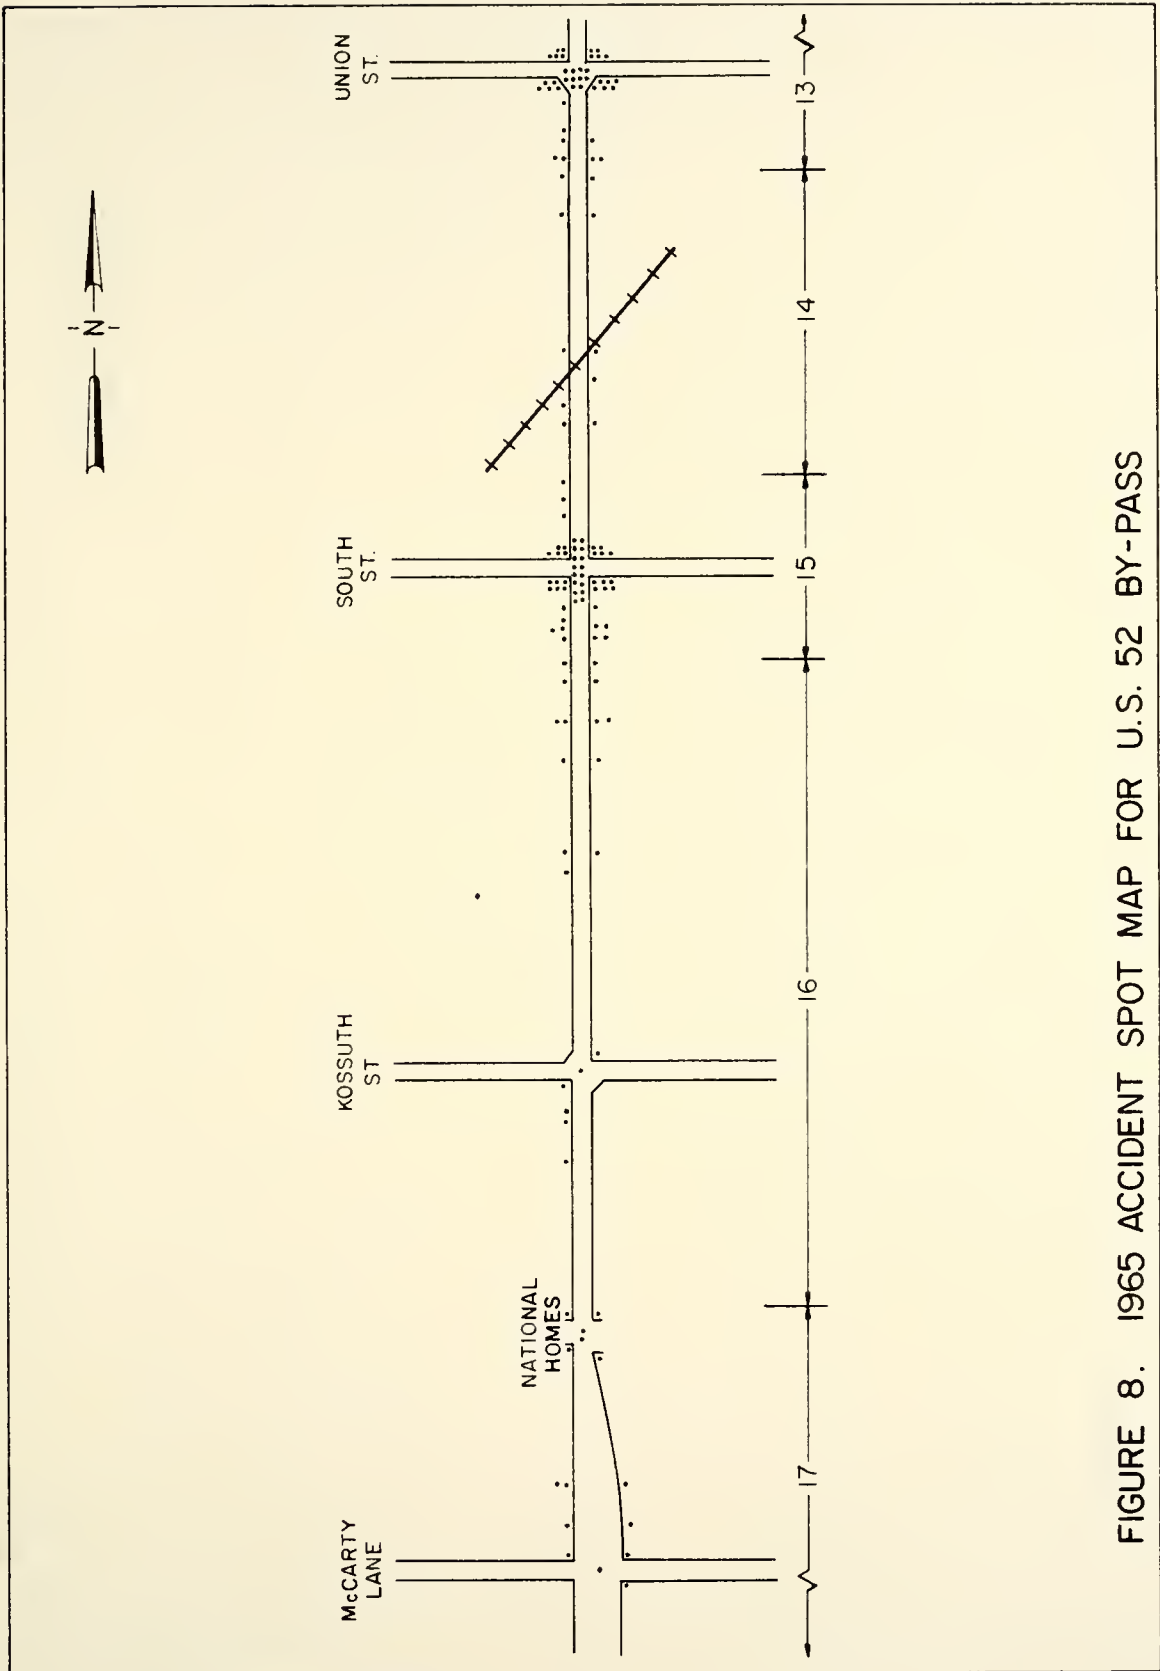 N
UNION
ST.
SOUTH
ST.
KOSSUTH
ST
NATIONAL
HOMES
McCARTY
LANE
13
14
15
16
17
FIGURE 8. 1965 ACCIDENT SPOT MAP FOR U.S. 52 BY-PASS